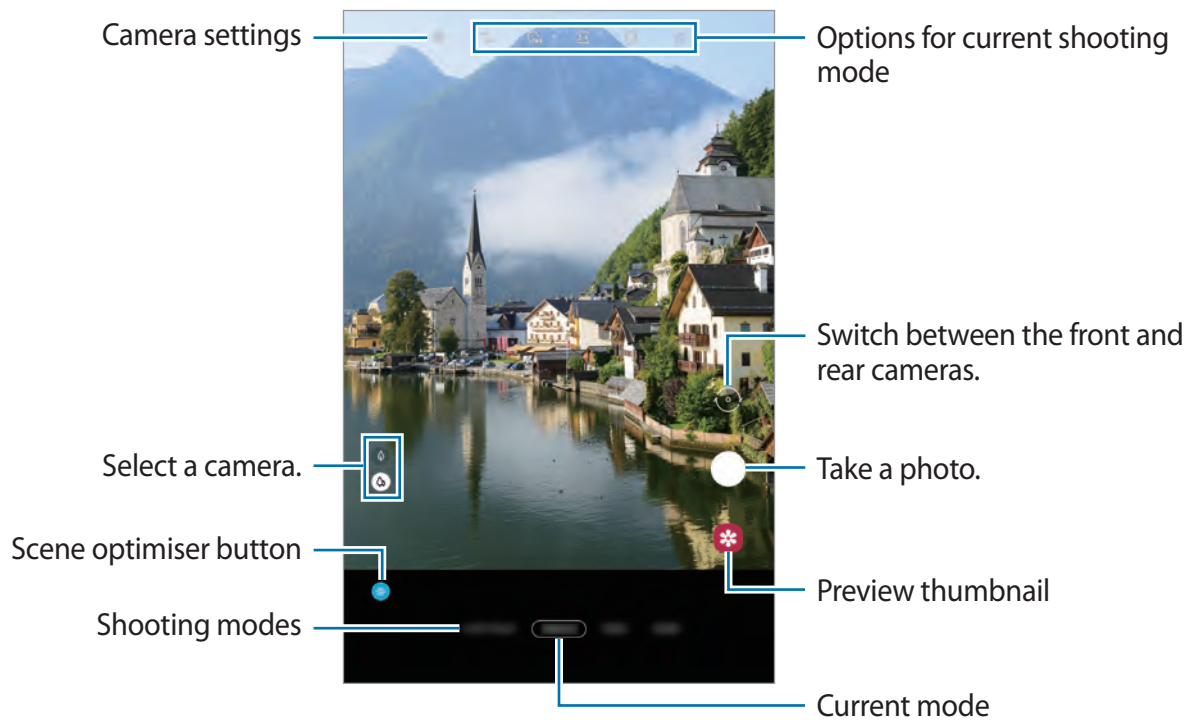 Camera settings
Options for current shooting
mode
Switch between the front and
rear cameras.
Select a camera.
Take a photo.
Scene optimiser button
Preview thumbnail
Shooting modes
Current mode